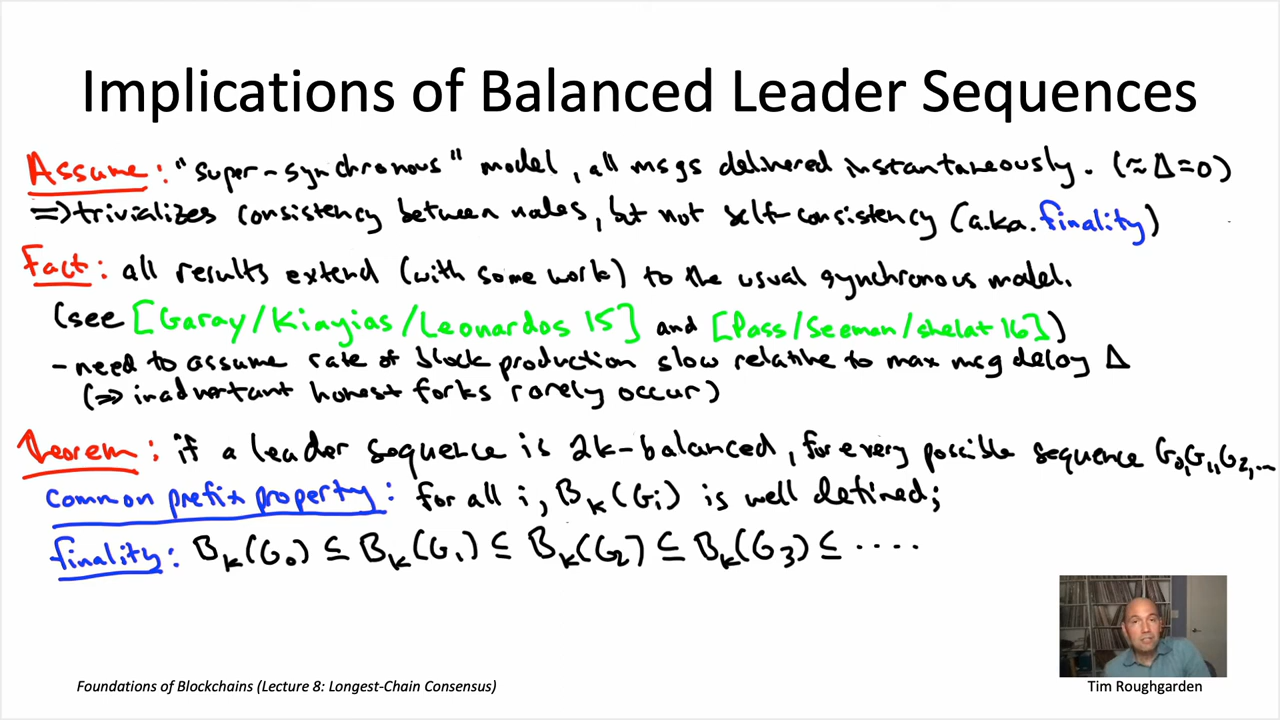 Implications of Balanced Leader Sequences
Assume: "super-synchronous" model, all msgs delivered instantaneously. (≈ Δ=0)
⇒ trivializes consistency between nodes, but not self-consistency (a.k.a. finality)
Fact: all results extend (with some work) to the usual synchronous model.
(see [Garay/Kiayias/Leonardos 15] and [Pass/Seeman/shelat 16])
- need to assume rate of block production slow relative to max msg delay Δ
(⇒ inadvertant honest forks rarely occur)
Theorem: if a leader sequence is 2k-balanced, for every possible sequence G₀,G₁,G₂,...
common prefix property: for all i, Bₖ(Gᵢ) is well defined;
finality: Bₖ(G₀) ⊆ Bₖ(G₁) ⊆ Bₖ(G₂) ⊆ Bₖ(G₃) ⊆ ....
Foundations of Blockchains (Lecture 8: Longest-Chain Consensus)
Tim Roughgarden